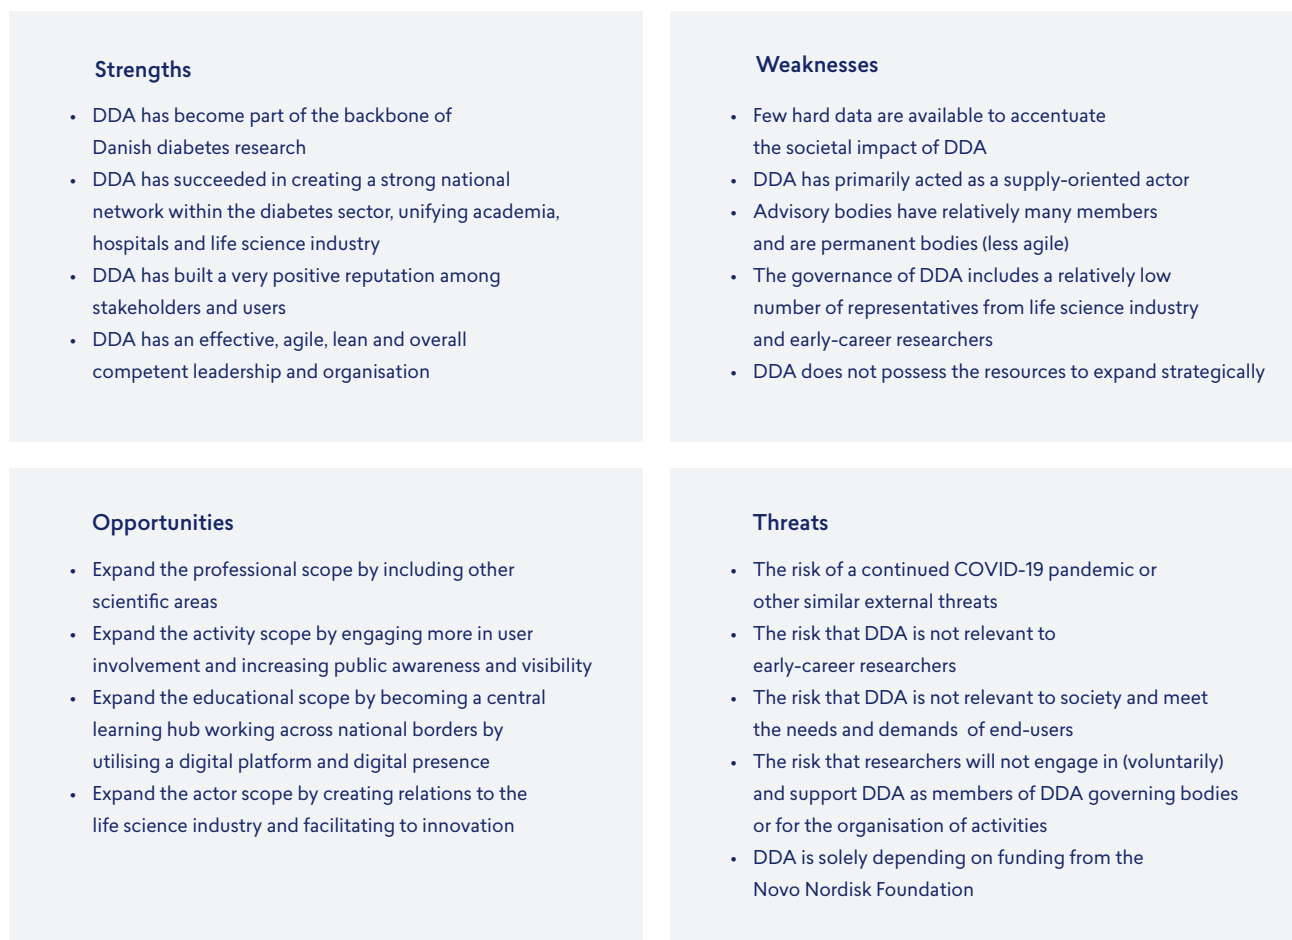 Strengths
• DDA has become part of the backbone of
Danish diabetes research
• DDA has succeeded in creating a strong national
network within the diabetes sector, unifying academia,
hospitals and life science industry
• DDA has built a very positive reputation among
stakeholders and users
• DDA has an effective, agile, lean and overall
competent leadership and organisation
Weaknesses
• Few hard data are available to accentuate
the societal impact of DDA
• DDA has primarily acted as a supply-oriented actor
• Advisory bodies have relatively many members
and are permanent bodies (less agile)
• The governance of DDA includes a relatively low
number of representatives from life science industry
and early-career researchers
• DDA does not possess the resources to expand strategically
Opportunities
• Expand the professional scope by including other
scientific areas
• Expand the activity scope by engaging more in user
involvement and increasing public awareness and visibility
• Expand the educational scope by becoming a central
learning hub working across national borders by
utilising a digital platform and digital presence
• Expand the actor scope by creating relations to the
life science industry and facilitating to innovation
Threats
• The risk of a continued COVID-19 pandemic or
other similar external threats
• The risk that DDA is not relevant to
early-career researchers
• The risk that DDA is not relevant to society and meet
the needs and demands  of end-users
• The risk that researchers will not engage in (voluntarily)
and support DDA as members of DDA governing bodies
or for the organisation of activities
• DDA is solely depending on funding from the
Novo Nordisk Foundation